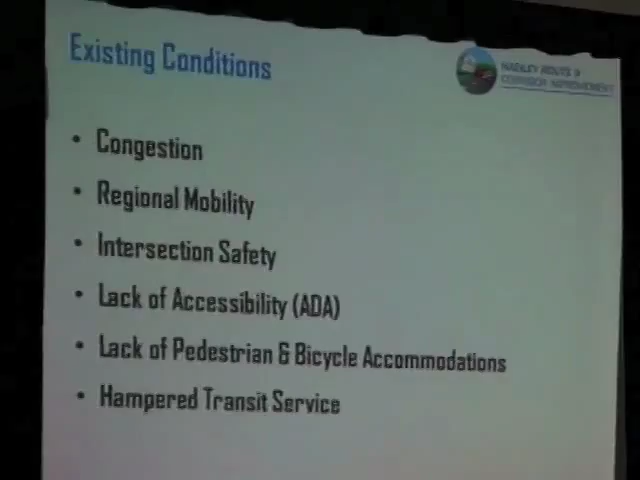 Existing Conditions
HADLEY ROUTE 9
CORRIDOR IMPROVEMENT
• Congestion
• Regional Mobility
• Intersection Safety
• Lack of Accessibility (ADA)
• Lack of Pedestrian & Bicycle Accommodations
• Hampered Transit Service